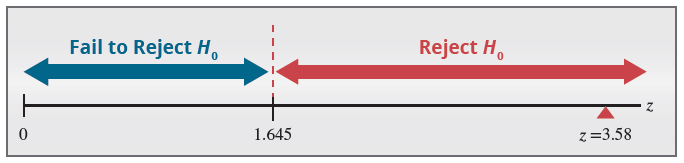 Fail to Reject H₀ Reject H₀
z
0 1.645 z =3.58